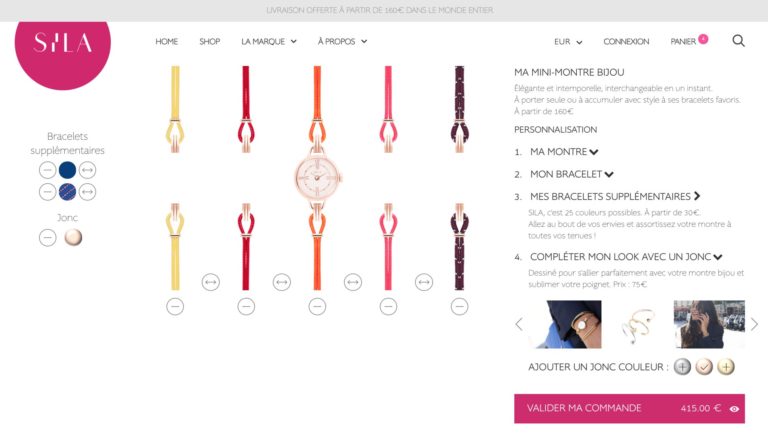 LIVRAISON OFFERTE À PARTIR DE 160€ DANS LE MONDE ENTIER
SILA
HOME SHOP LA MARQUE À PROPOS EUR CONNEXION PANIER
Bracelets
supplémentaires
Jonc
MA MINI-MONTRE BIJOU
Élégante et intemporelle, interchangeable en un instant.
À porter seule ou à accumuler avec style à ses bracelets favoris.
À partir de 160€
PERSONNALISATION
1. MA MONTRE
2. MON BRACELET
3. MES BRACELETS SUPPLÉMENTAIRES
SILA, c'est 25 couleurs possibles. À partir de 30€.
Allez au bout de vos envies et assortissez votre montre à
toutes vos tenues !
4. COMPLÉTER MON LOOK AVEC UN JONC
Dessiné pour s'allier parfaitement avec votre montre bijou et
sublimer votre poignet. Prix : 75€
AJOUTER UN JONC COULEUR :
VALIDER MA COMMANDE 415.00 €